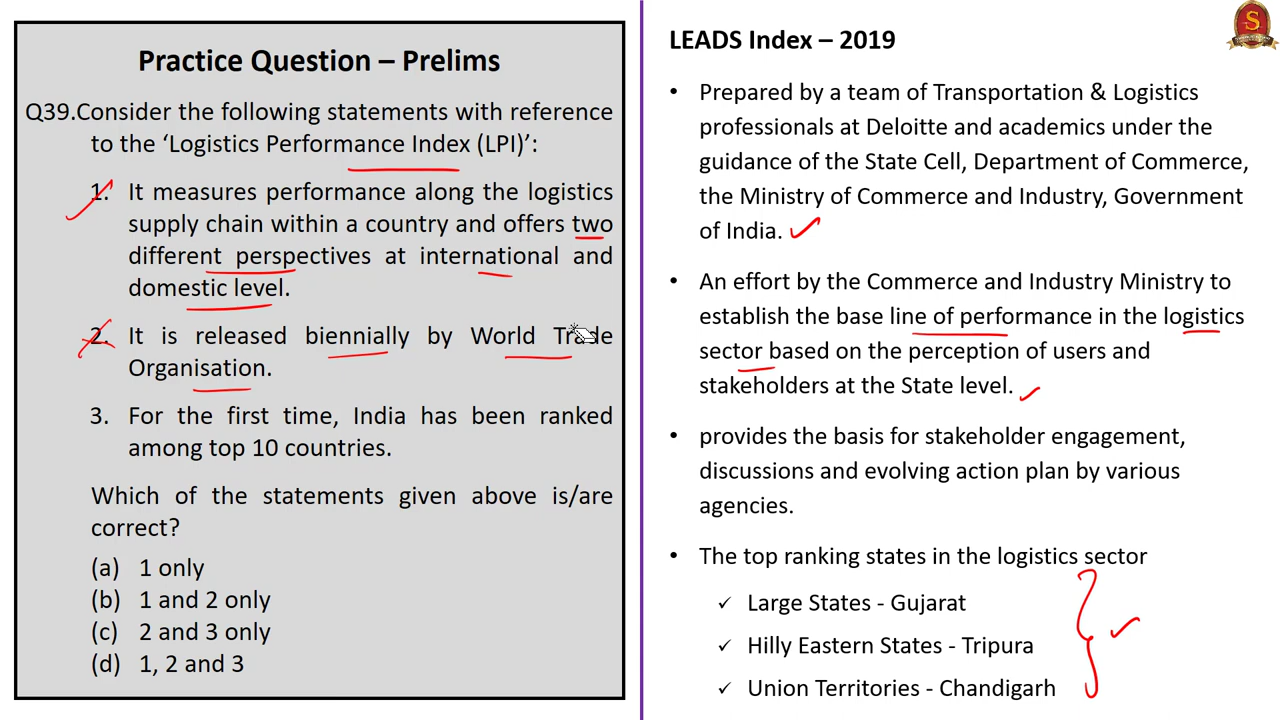 Practice Question – Prelims
Q39.Consider the following statements with reference
to the ‘Logistics Performance Index (LPI)’:
1. It measures performance along the logistics
supply chain within a country and offers two
different perspectives at international and
domestic level.
2. It is released biennially by World Trade
Organisation.
3. For the first time, India has been ranked
among top 10 countries.
Which of the statements given above is/are
correct?
(a) 1 only
(b) 1 and 2 only
(c) 2 and 3 only
(d) 1, 2 and 3
LEADS Index – 2019
• Prepared by a team of Transportation & Logistics
professionals at Deloitte and academics under the
guidance of the State Cell, Department of Commerce,
the Ministry of Commerce and Industry, Government
of India.
• An effort by the Commerce and Industry Ministry to
establish the base line of performance in the logistics
sector based on the perception of users and
stakeholders at the State level.
• provides the basis for stakeholder engagement,
discussions and evolving action plan by various
agencies.
• The top ranking states in the logistics sector
✓ Large States - Gujarat
✓ Hilly Eastern States - Tripura
✓ Union Territories - Chandigarh
S